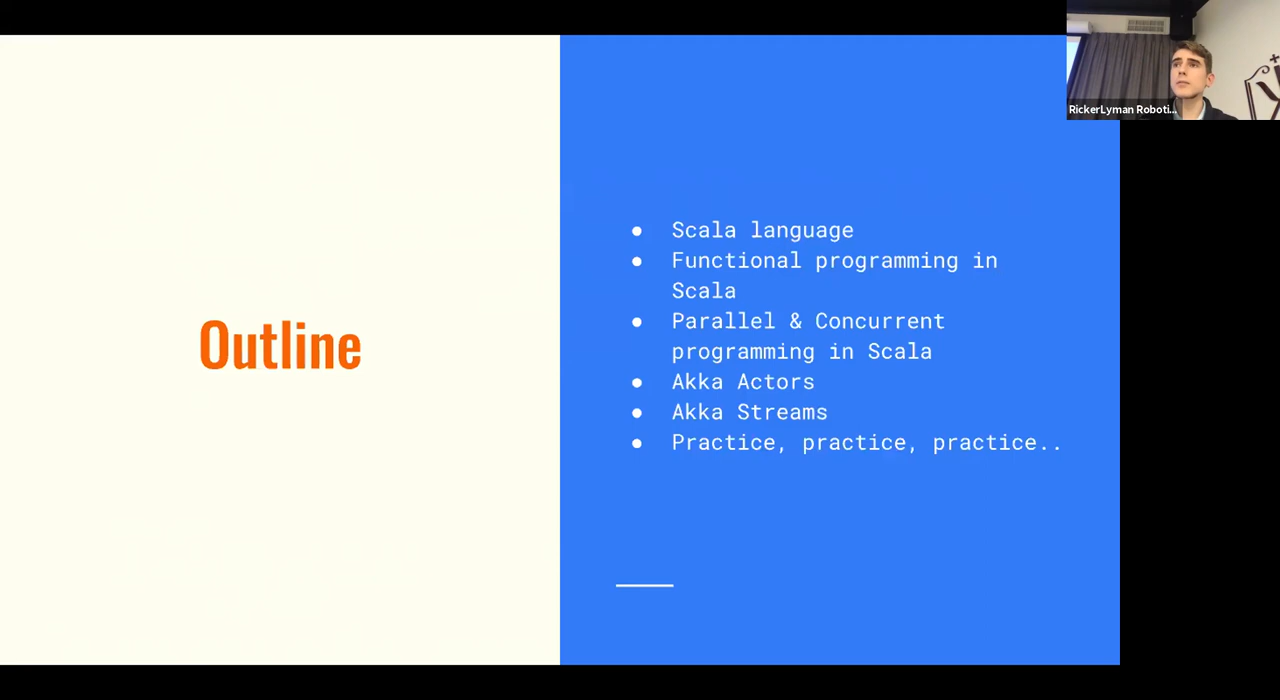 RickerLyman Roboti...
Outline
● Scala language
● Functional programming in
Scala
● Parallel & Concurrent
programming in Scala
● Akka Actors
● Akka Streams
● Practice, practice, practice..